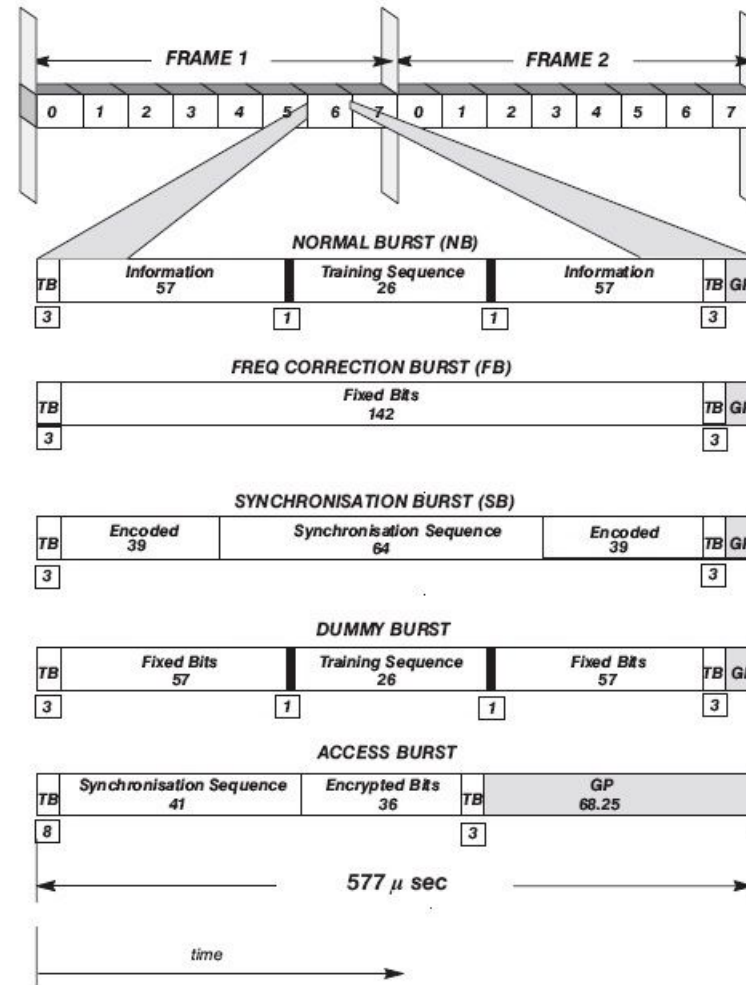 FRAME 1 FRAME 2
0 1 2 3 4 5 6 7 0 1 2 3 4 5 6 7
NORMAL BURST (NB)
TB Information 57 Training Sequence 26 Information 57 TB GP
3 1 1 3
FREQ CORRECTION BURST (FB)
TB Fixed Bits 142 TB GP
3 3
SYNCHRONISATION BURST (SB)
TB Encoded 39 Synchronisation Sequence 64 Encoded 39 TB GP
3 3
DUMMY BURST
TB Fixed Bits 57 Training Sequence 26 Fixed Bits 57 TB GP
3 1 1 3
ACCESS BURST
TB Synchronisation Sequence 41 Encrypted Bits 36 TB GP 68.25
8 3
577 μ sec
time